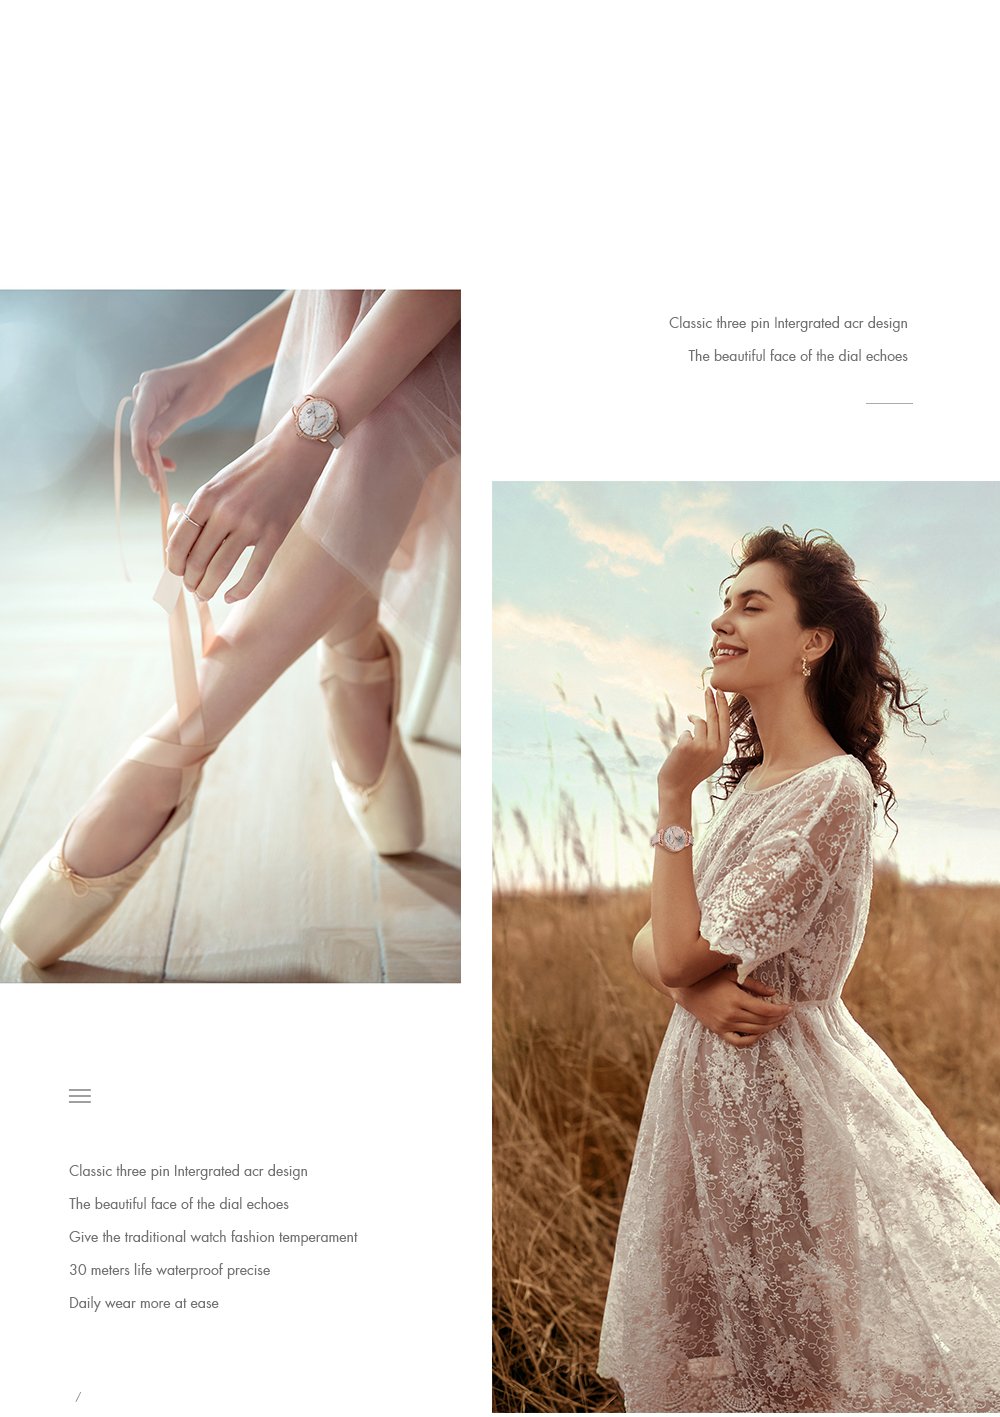 Classic three pin Intergrated acr design
The beautiful face of the dial echoes
Classic three pin Intergrated acr design
The beautiful face of the dial echoes
Give the traditional watch fashion temperament
30 meters life waterproof precise
Daily wear more at ease
/